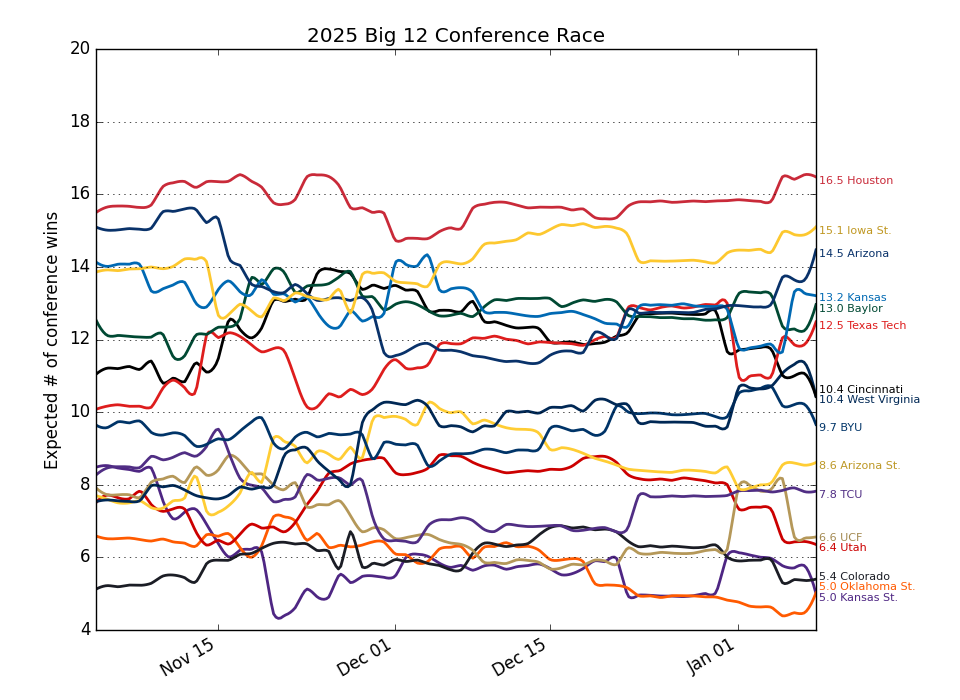 2025 Big 12 Conference Race
Expected # of conference wins
20
18
16
14
12
10
8
6
4
Nov 15
Dec 01
Dec 15
Jan 01
16.5 Houston
15.1 Iowa St.
14.5 Arizona
13.2 Kansas
13.0 Baylor
12.5 Texas Tech
10.4 Cincinnati
10.4 West Virginia
9.7 BYU
8.6 Arizona St.
7.8 TCU
6.6 UCF
6.4 Utah
5.4 Colorado
5.0 Oklahoma St.
5.0 Kansas St.